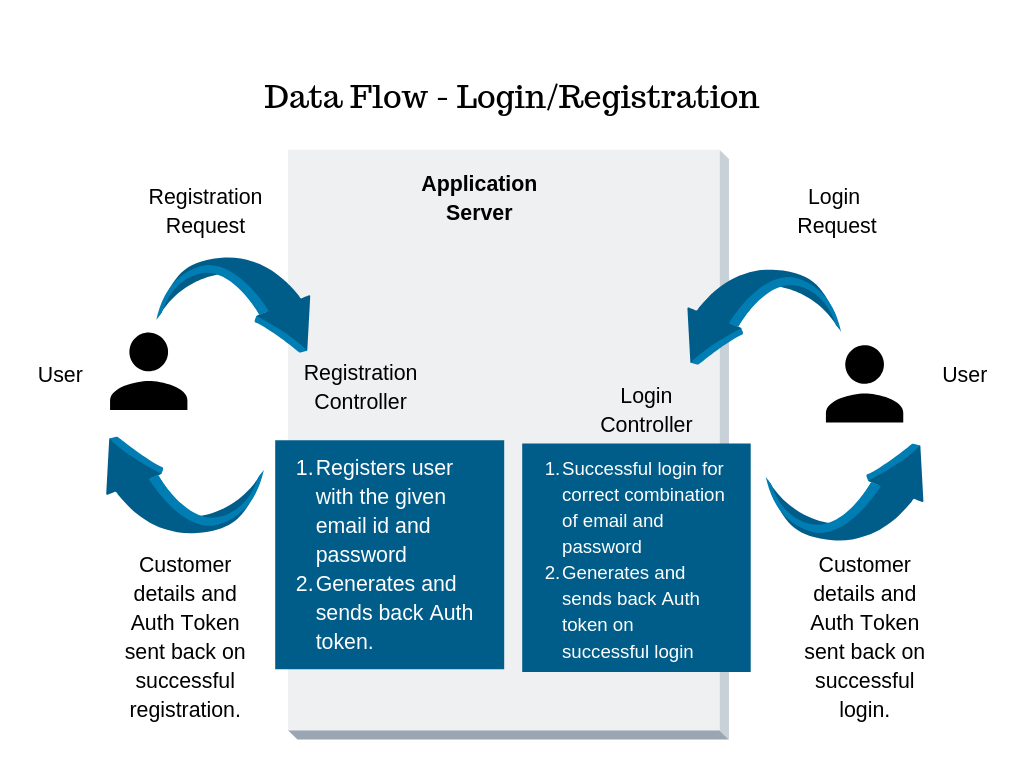 Data Flow - Login/Registration
Application
Server
Registration
Request
Login
Request
User
User
Registration
Controller
Login
Controller
1. Registers user
with the given
email id and
password
2. Generates and
sends back Auth
token.
1. Successful login for
correct combination
of email and
password
2. Generates and
sends back Auth
token on
successful login
Customer
details and
Auth Token
sent back on
successful
registration.
Customer
details and
Auth Token
sent back on
successful
login.